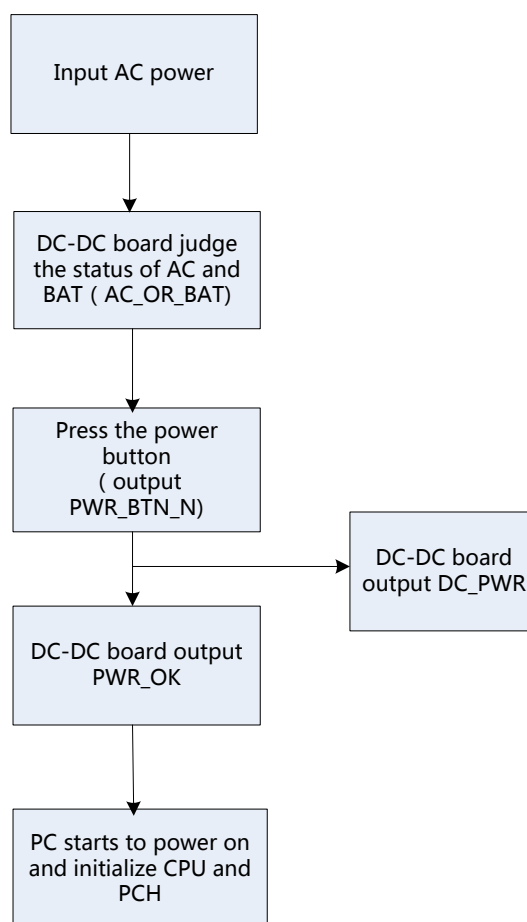 Input AC power
DC-DC board judge
the status of AC and
BAT ( AC_OR_BAT)
Press the power
button
( output
PWR_BTN_N)
DC-DC board
output DC_PWR
DC-DC board output
PWR_OK
PC starts to power on
and initialize CPU and
PCH